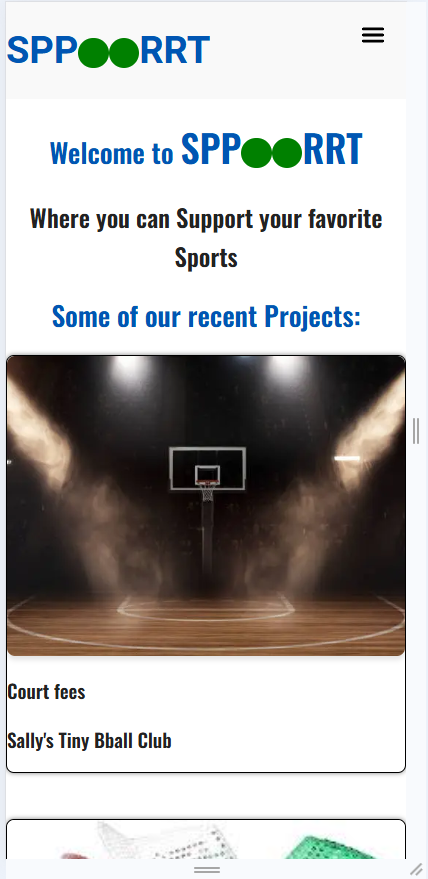 SPP●●RRT
Welcome to SPP●●RRT
Where you can Support your favorite
Sports
Some of our recent Projects:
Court fees
Sally's Tiny Bball Club